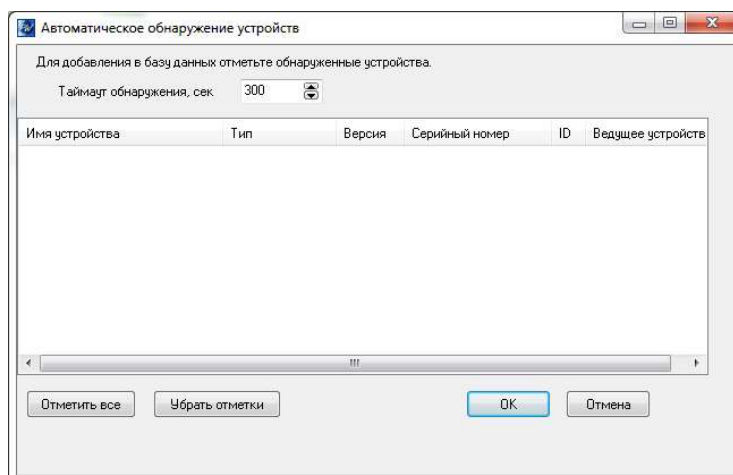 Автоматическое обнаружение устройств
Для добавления в базу данных отметьте обнаруженные устройства.
Таймаут обнаружения, сек 300
Имя устройства Тип Версия Серийный номер ID Ведущее устройств
Отметить все Убрать отметки OK Отмена